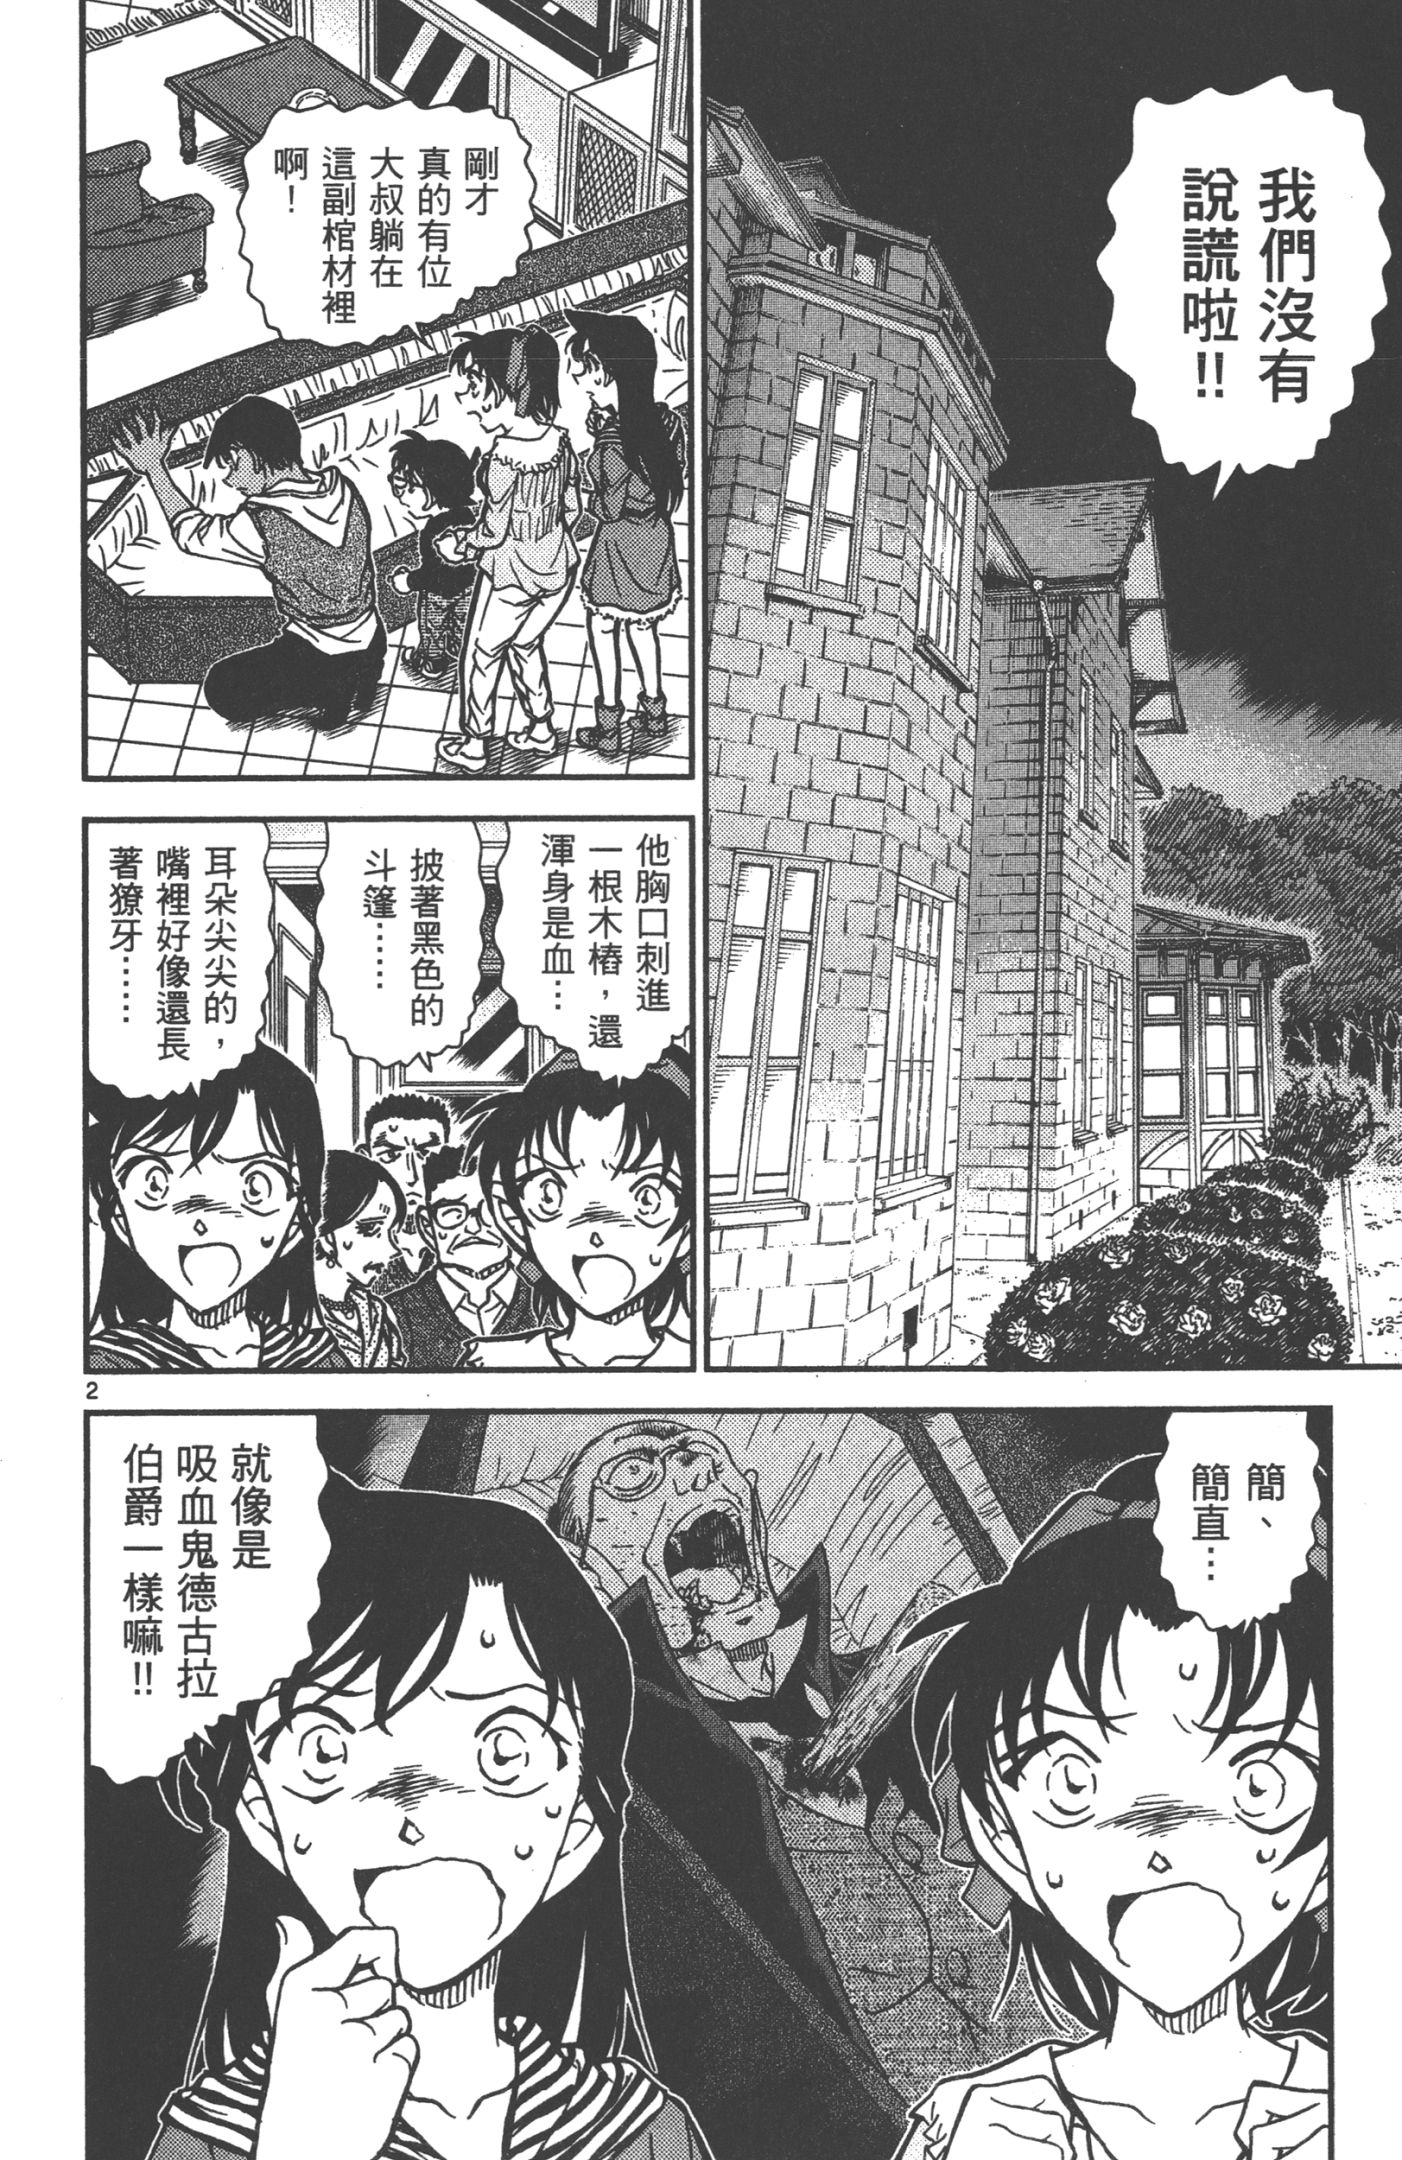 我們沒有
說謊啦!!
剛才
真的有位
大叔躺在
這副棺材裡
啊!
他胸口刺進
一根木樁，還
渾身是血…
披著黑色的
斗篷……
耳朵尖尖的，
嘴裡好像還長
著獠牙……
2
簡、
簡直…
就像是
吸血鬼德古拉
伯爵一樣嘛!!